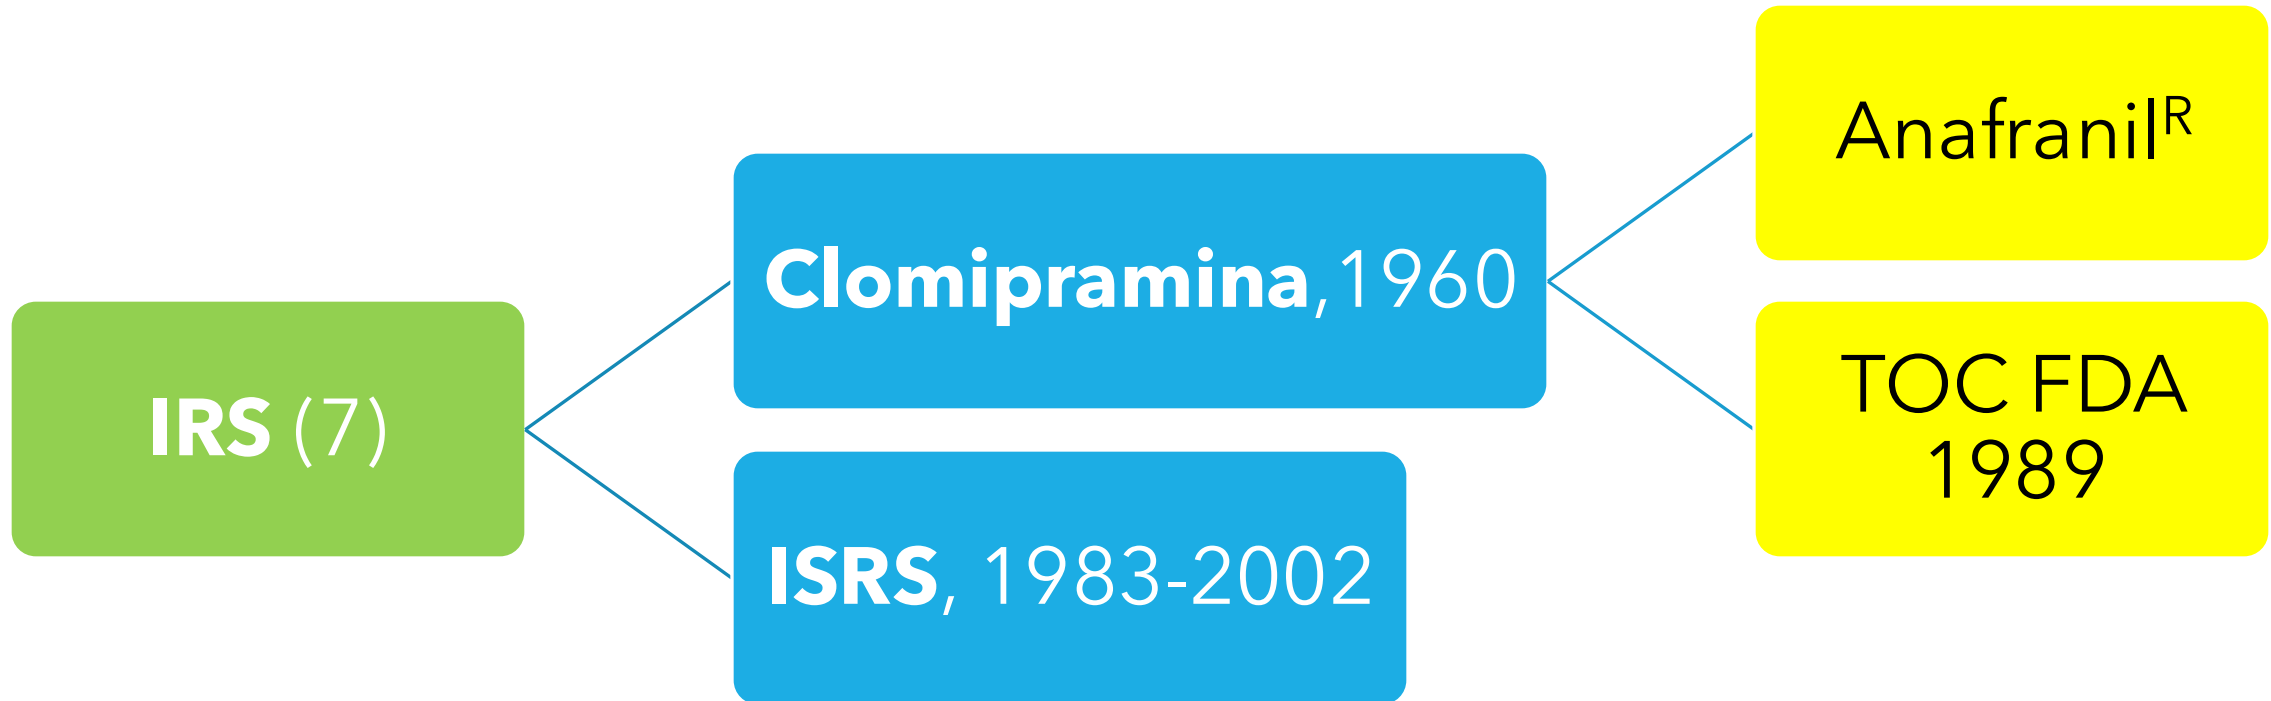 IRS (7)
Clomipramina,1960
ISRS, 1983-2002
Anafranilᴿ
TOC FDA
1989